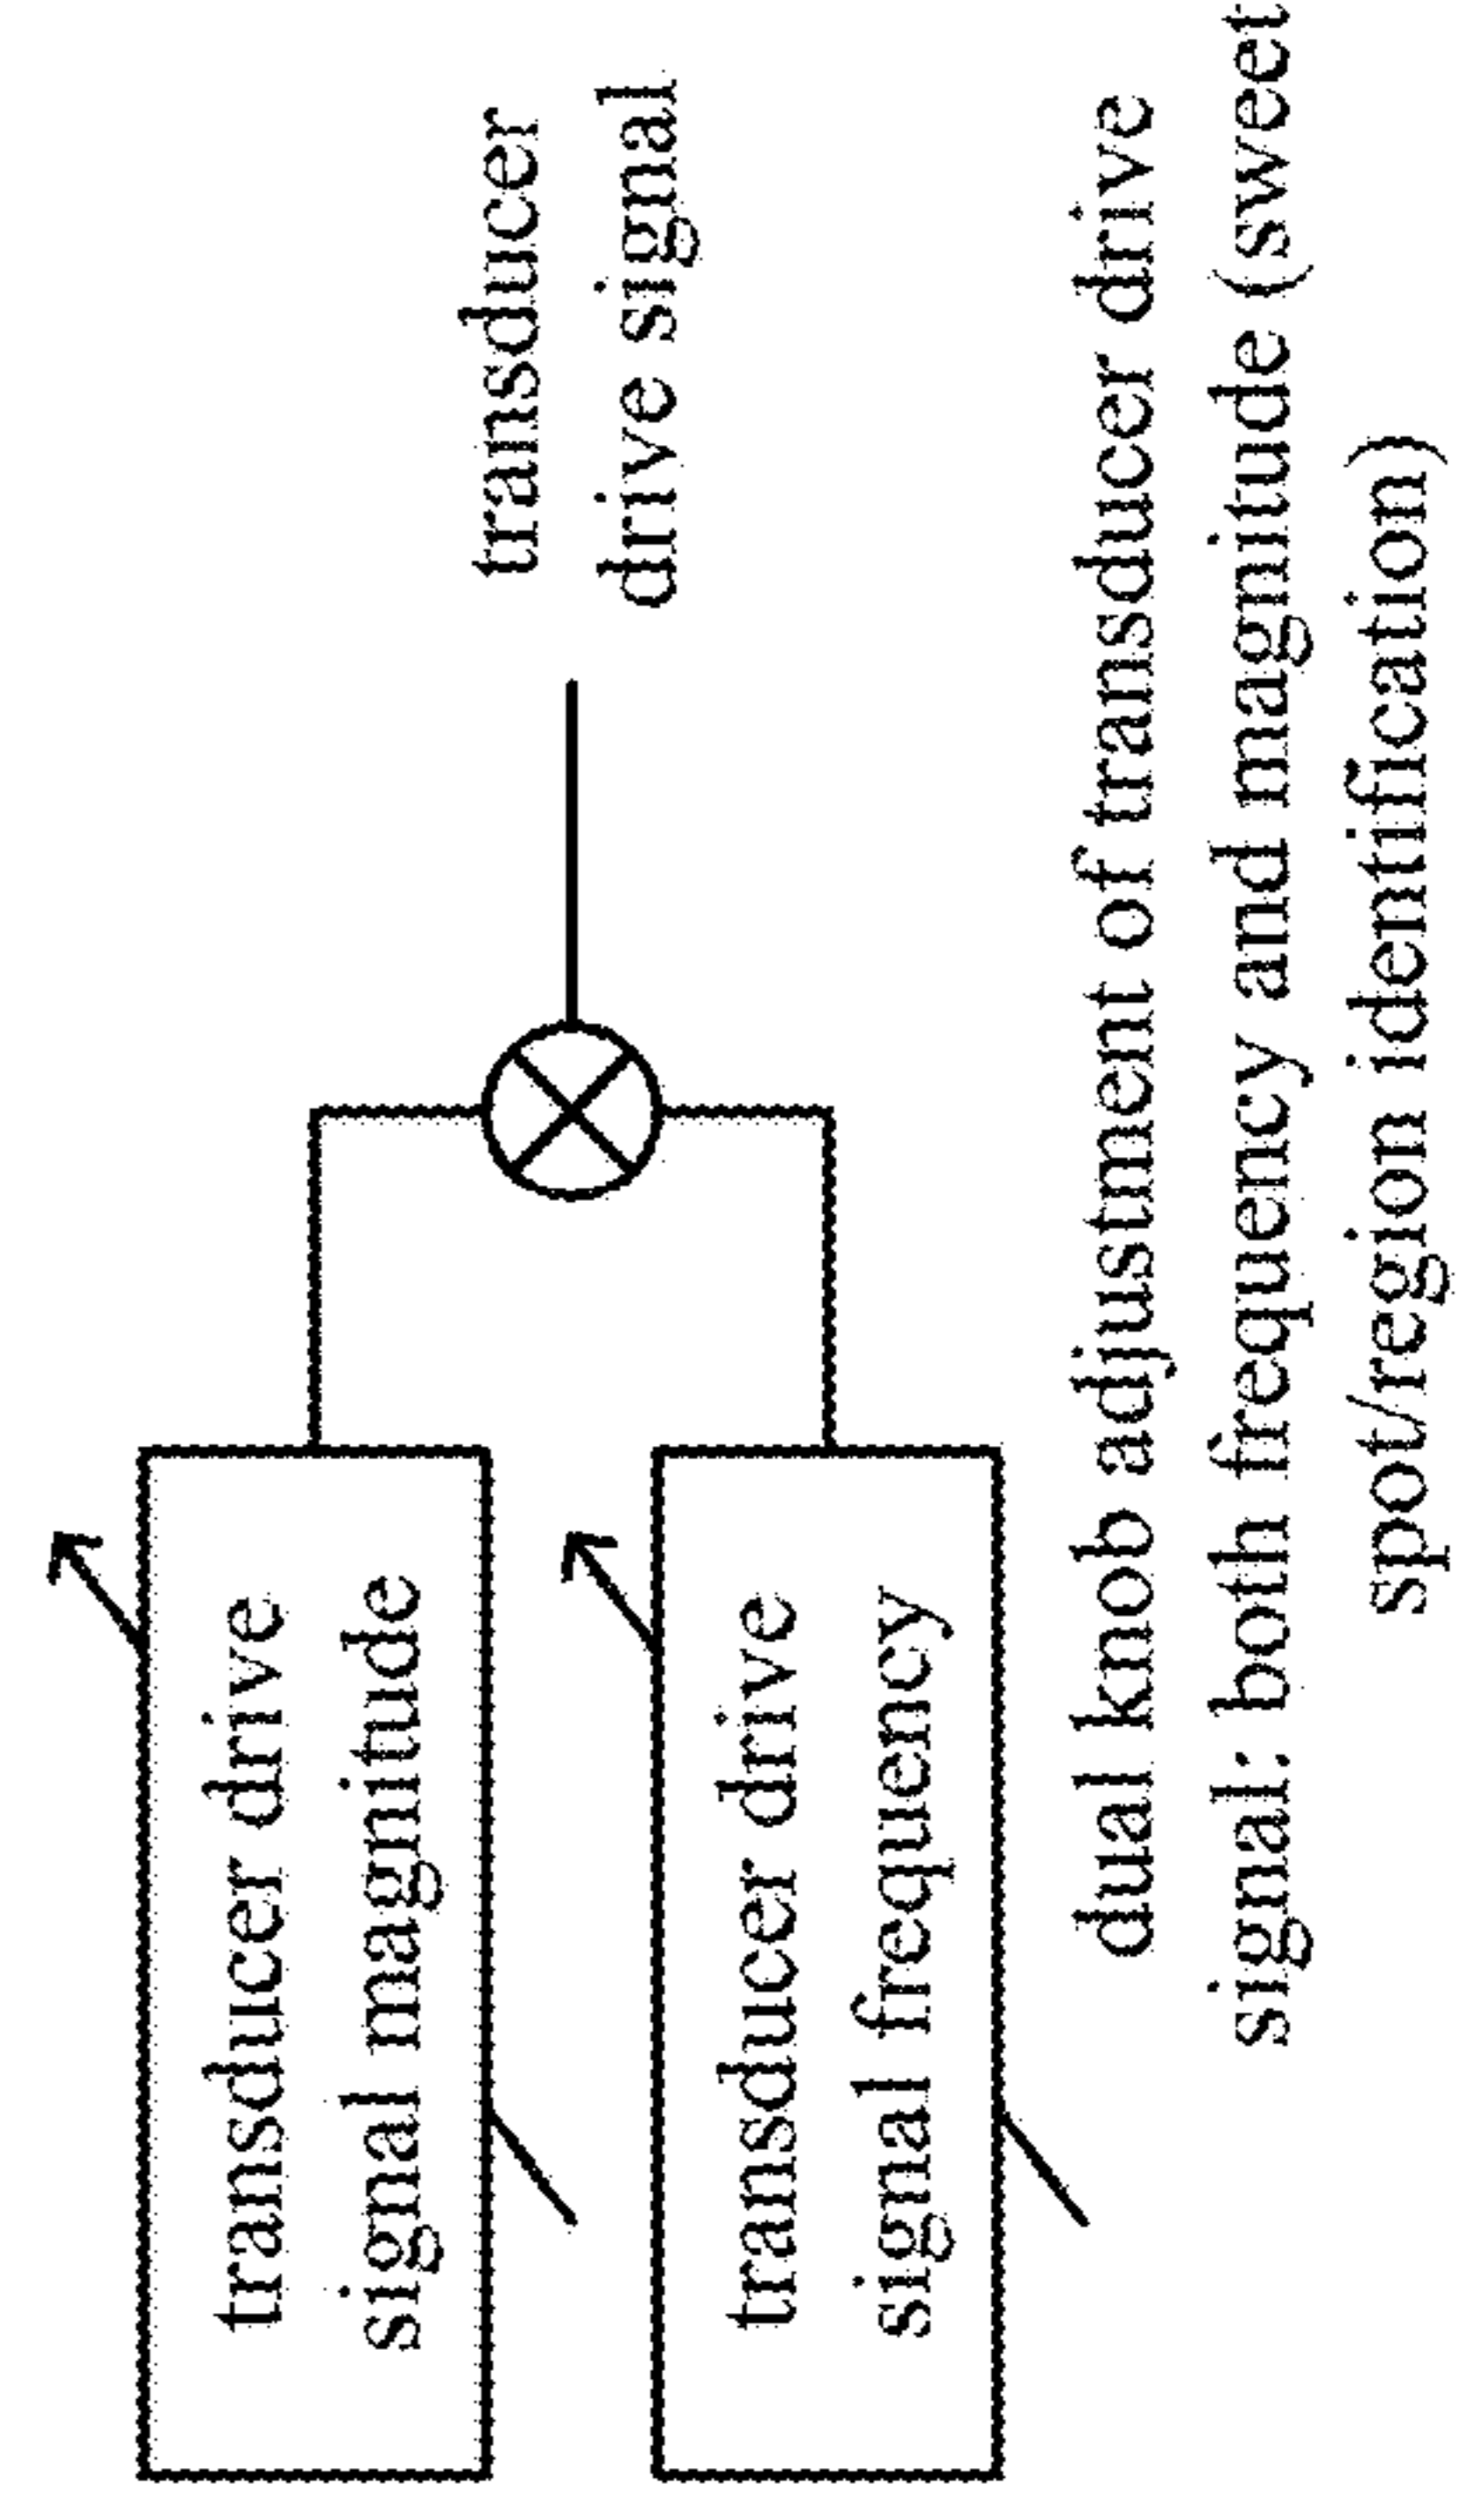 transducer drive
signal magnitude
transducer drive
signal frequency
transducer
drive signal
dual knob adjustment of transducer drive
signal: both frequency and magnitude (sweet
spot/region identification)